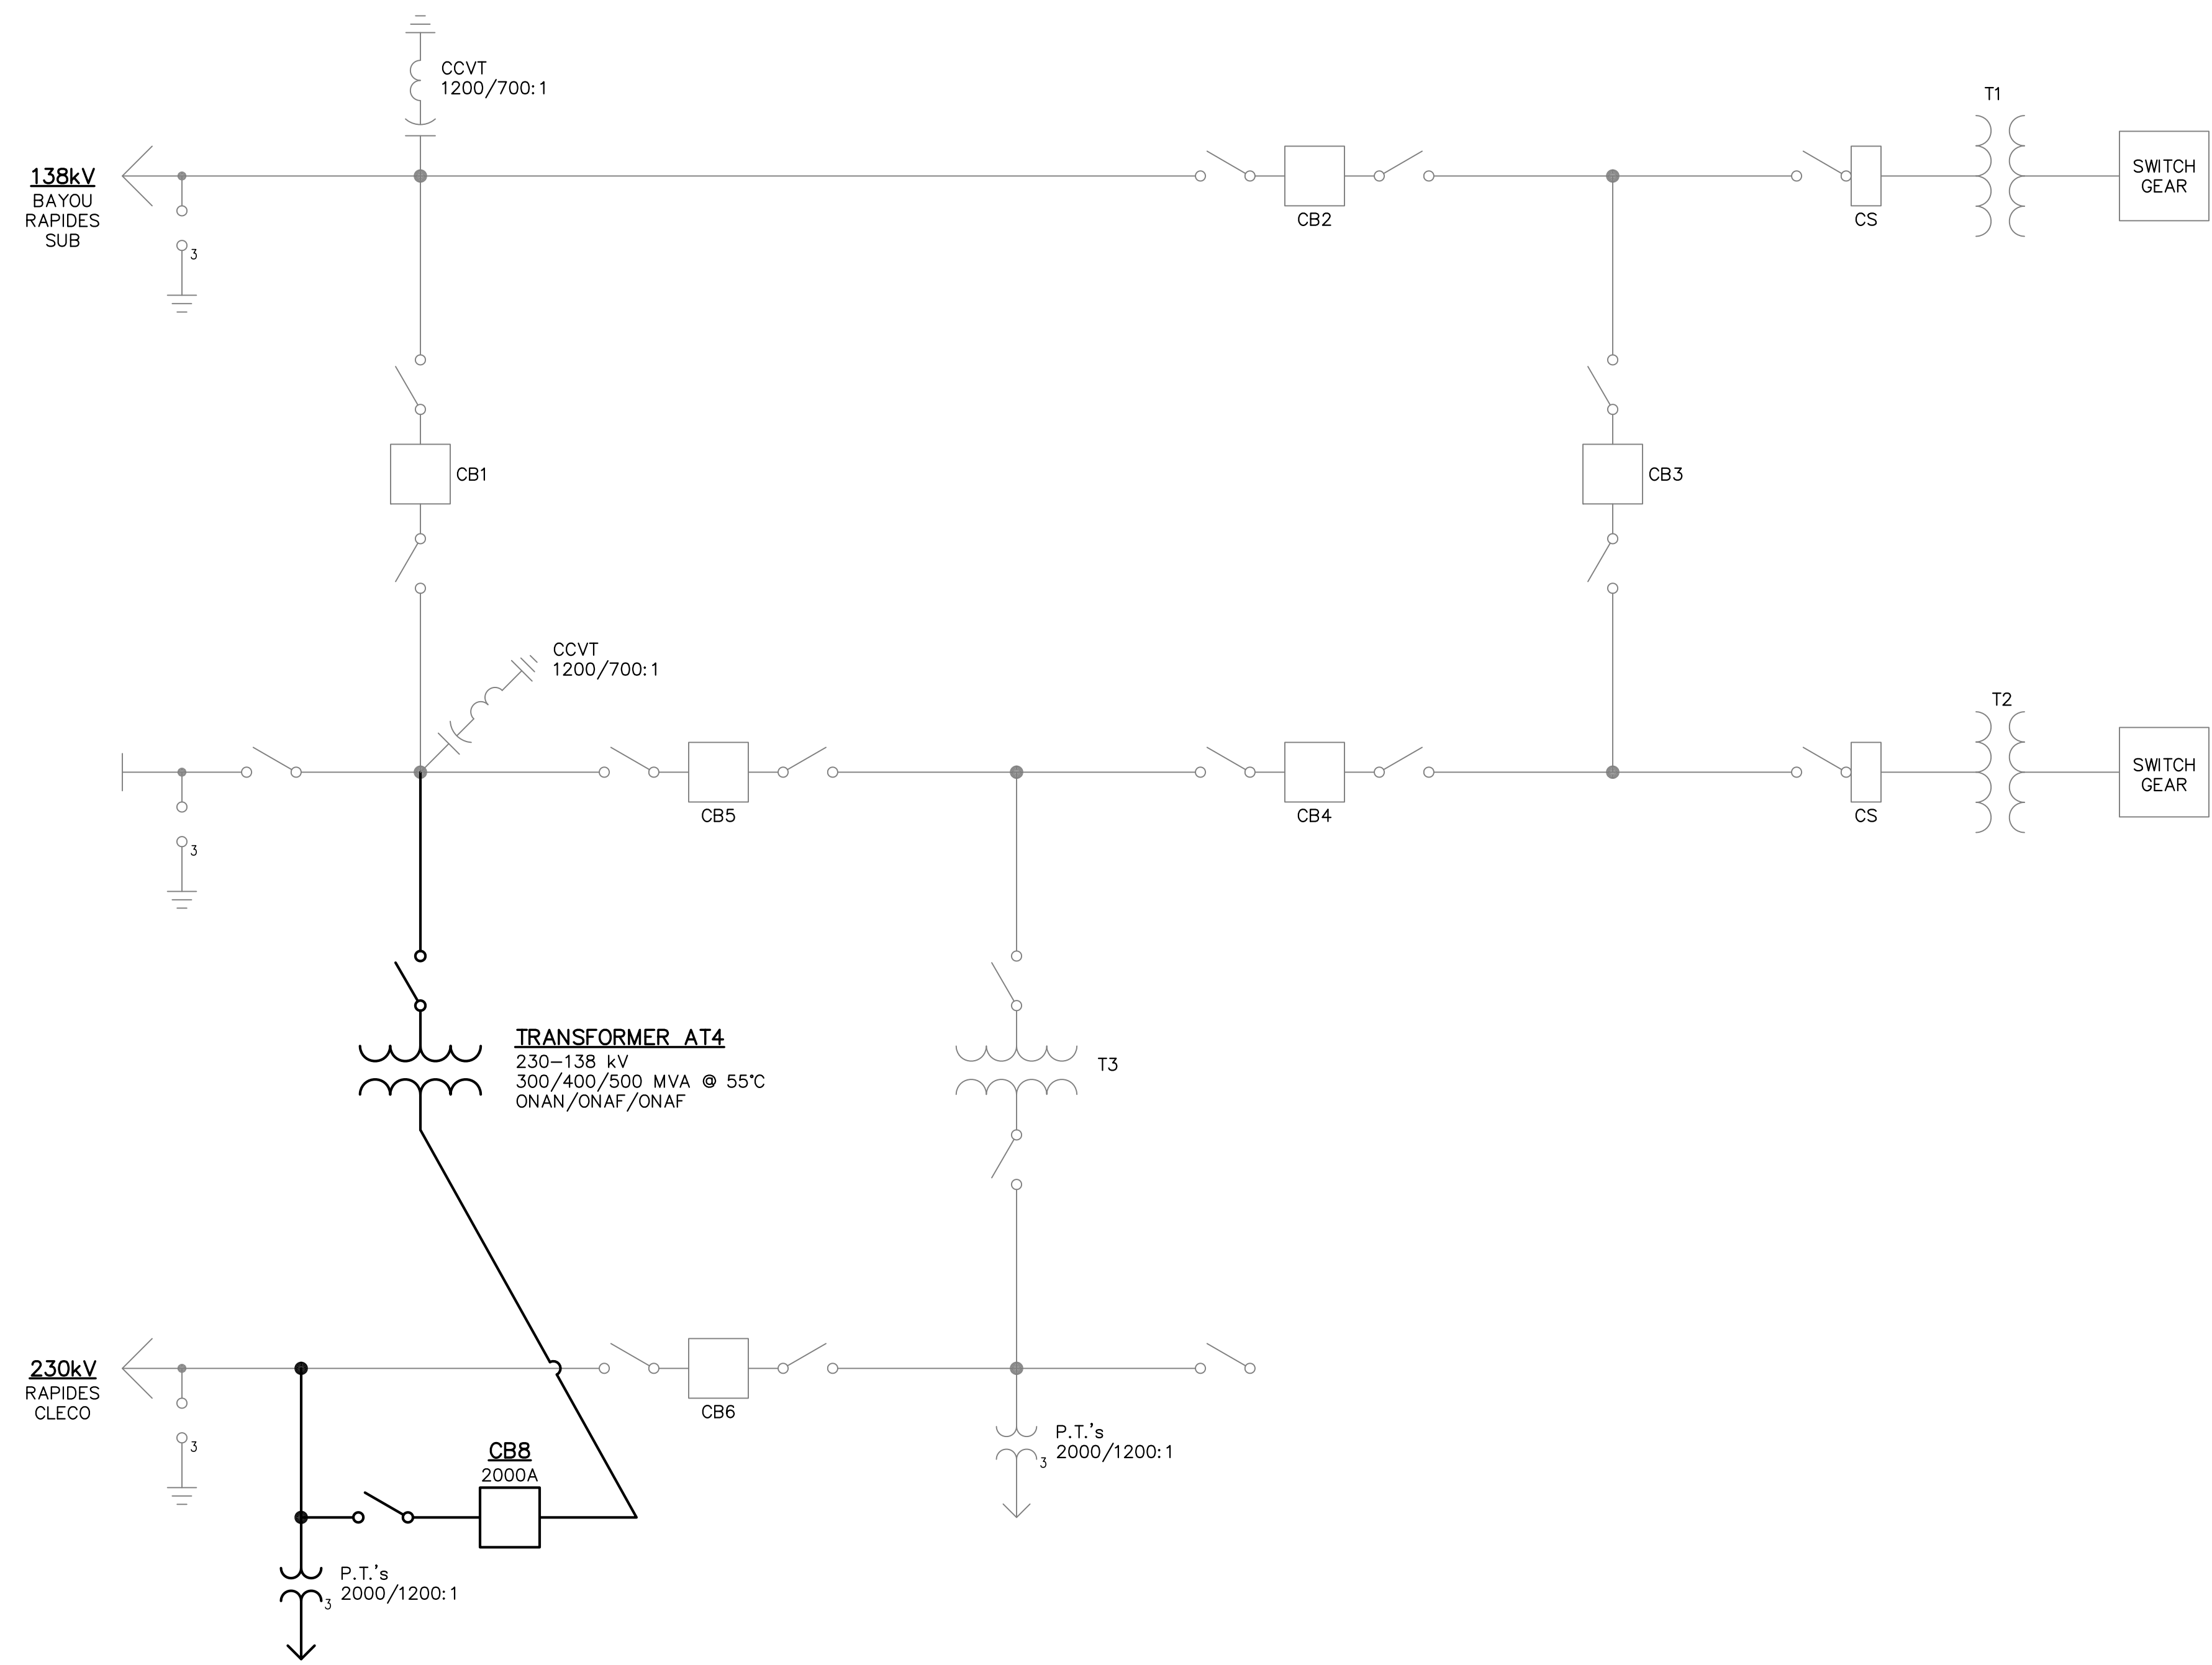 CCVT
1200/700:1
T1
138kV
BAYOU
RAPIDES
SUB
3
CB2
CS
SWITCH
GEAR
CB1
CB3
CCVT
1200/700:1
T2
3
CB5
CB4
CS
SWITCH
GEAR
TRANSFORMER AT4
230-138 kV
300/400/500 MVA @ 55°C
ONAN/ONAF/ONAF
T3
230kV
RAPIDES
CLECO
3
CB6
P.T.'s
2000/1200:1
3
CB8
2000A
P.T.'s
2000/1200:1
3